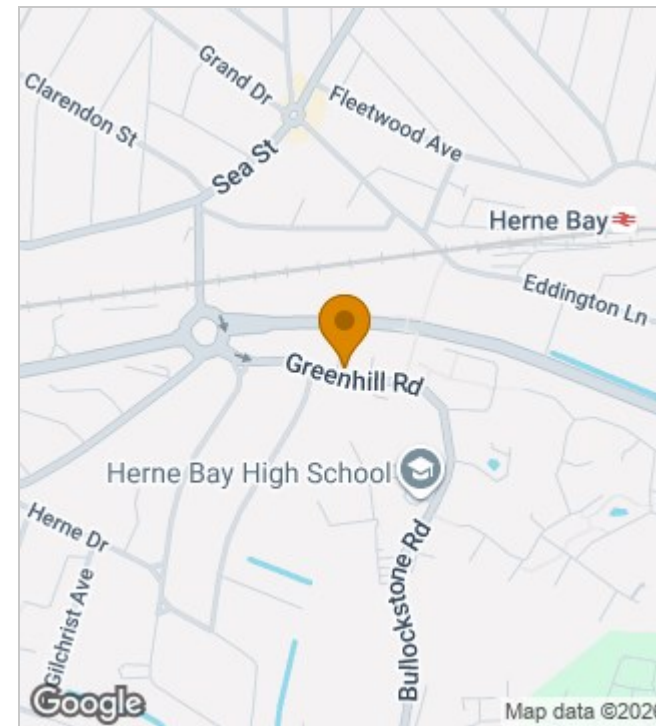 Grand Dr
Clarendon St
Fleetwood Ave
Sea St
Herne Bay
Eddington Ln
Greenhill Rd
Herne Bay High School
Herne Dr
Gilchrist Ave
Bullockstone Rd
Google
Map data ©2026